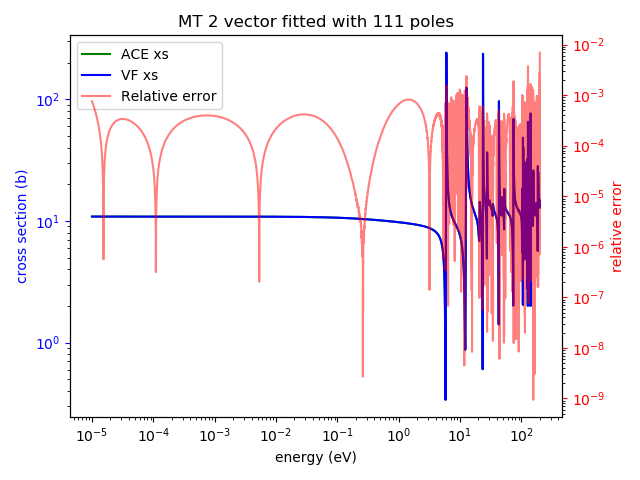 MT 2 vector fitted with 111 poles
ACE xs
VF xs
Relative error
cross section (b)
10²
10¹
10⁰
10⁻²
10⁻³
10⁻⁴
10⁻⁵
10⁻⁶
10⁻⁷
10⁻⁸
10⁻⁹
relative error
10⁻⁵ 10⁻⁴ 10⁻³ 10⁻² 10⁻¹ 10⁰ 10¹ 10²
energy (eV)